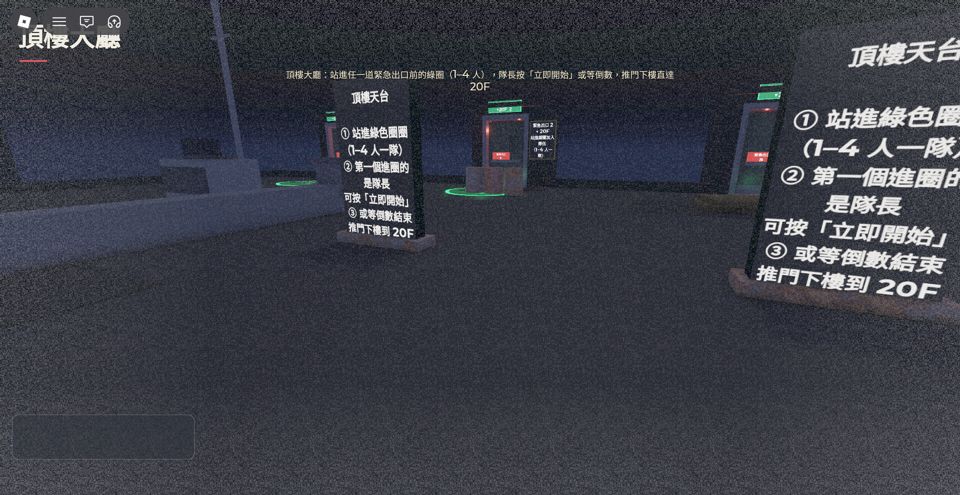 頂樓大廳
頂樓大廳：站進任一道緊急出口前的綠圈（1–4 人），隊長按「立即開始」或等倒數，推門下樓直達
20F
頂樓天台
① 站進綠色圈圈
（1–4 人一隊）
② 第一個進圈的
是隊長
可按「立即開始」
③ 或等倒數結束
推門下樓到 20F
緊急出口 2
頂樓天台
① 站進綠色圈圈
（1–4 人一隊）
② 第一個進圈的
是隊長
可按「立即開始」
③ 或等倒數結束
推門下樓到 20F